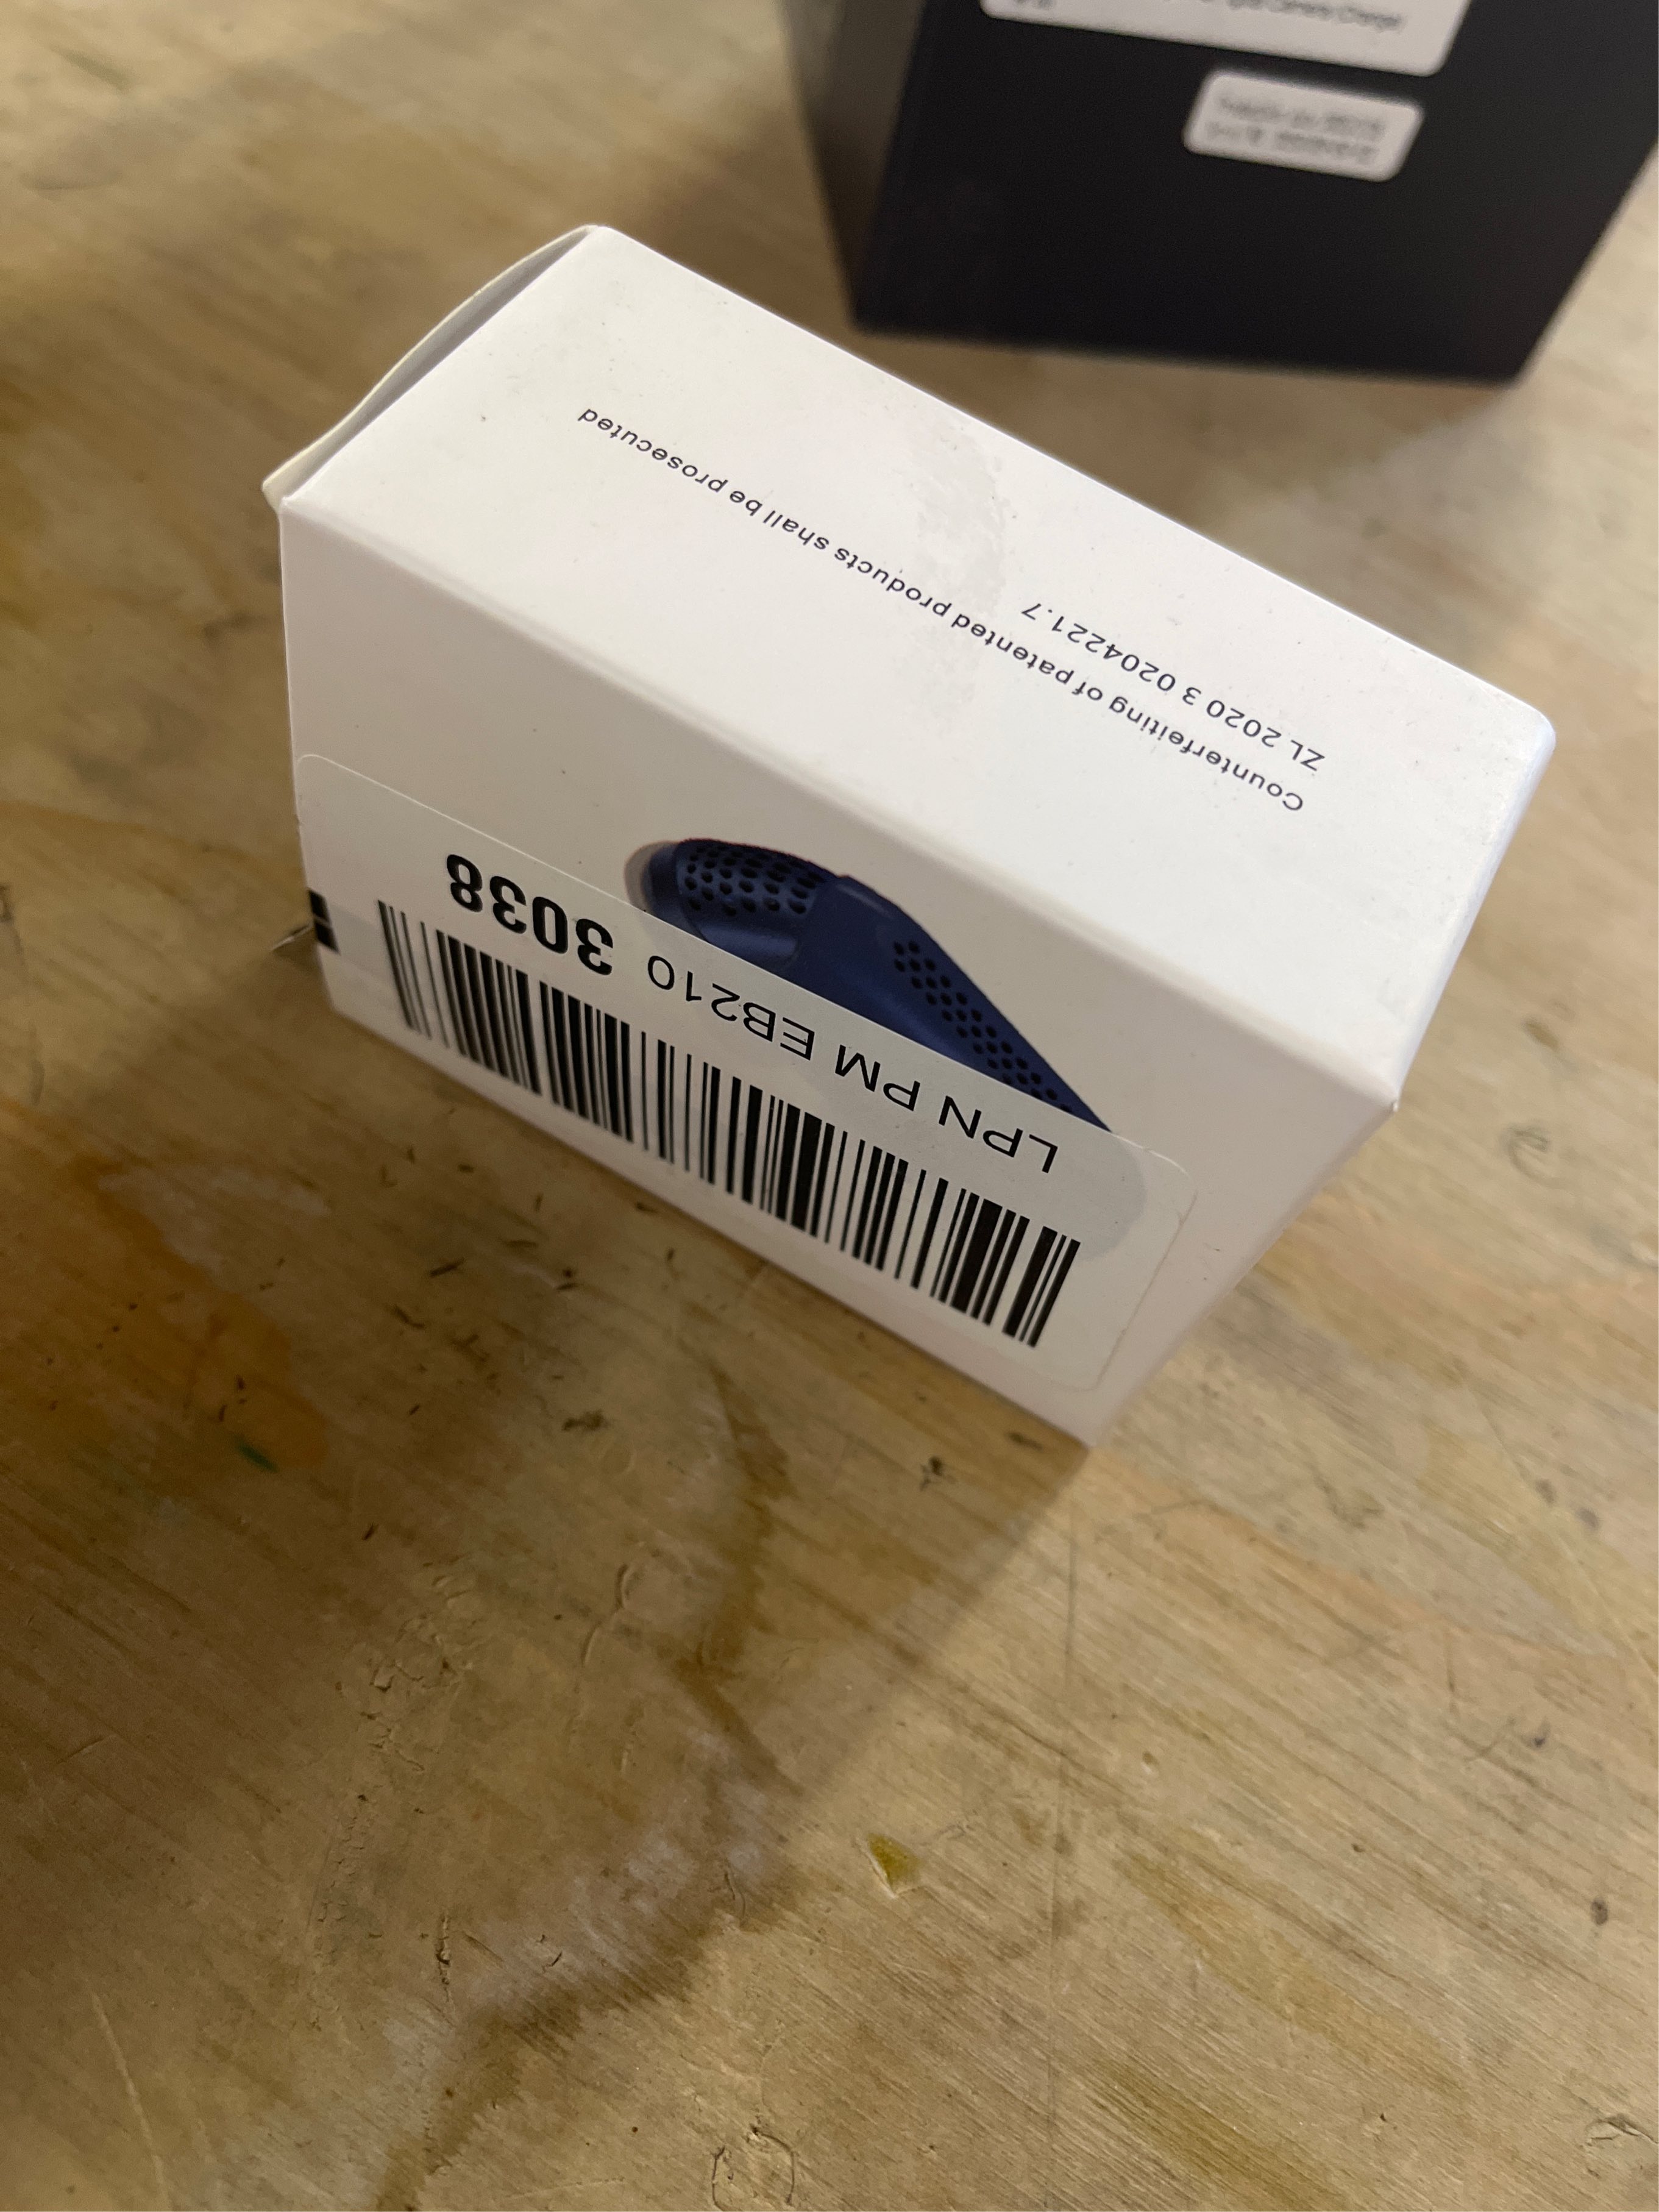 ZL 2020 3 0204221.7
Counterfeiting of patented products shall be prosecuted
LPN PM EB210 3038